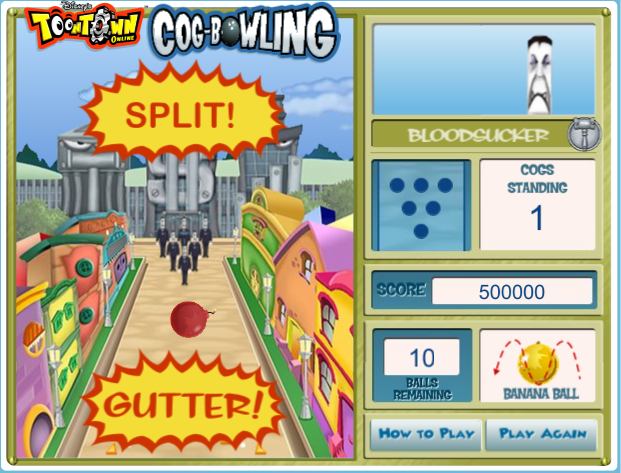 Disney's
TOONTOWN
ONLINE
COG-BOWLING
SPLIT!
GUTTER!
BLOODSUCKER
COGS
STANDING
1
SCORE
500000
10
BALLS
REMAINING
BANANA BALL
HOW TO PLAY
PLAY AGAIN